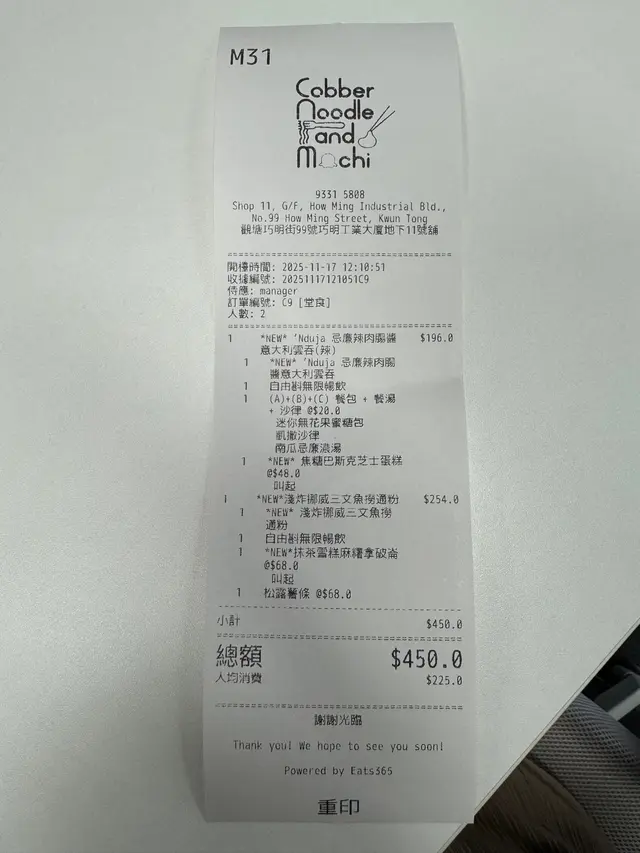 M31
Cobber
Noodle
and
Mochi
9331 5808
Shop 11, G/F, How Ming Industrial Bld.,
No.99 How Ming Street, Kwun Tong
觀塘巧明街99號巧明工業大廈地下11號舖
開檯時間: 2025-11-17 12:10:51
收據編號: 20251117121051C9
侍應: manager
訂單編號: C9 [堂食]
人數: 2
1 *NEW* 'Nduja 忌廉辣肉腸醬 $196.0
意大利雲吞(辣)
1 *NEW* 'Nduja 忌廉辣肉腸
醬意大利雲吞
1 自由斟無限暢飲
1 (A)+(B)+(C) 餐包 + 餐湯
+ 沙律 @$20.0
迷你無花果蜜糖包
凱撒沙律
南瓜忌廉濃湯
1 *NEW* 焦糖巴斯克芝士蛋糕
@$48.0
叫起
1 *NEW*淺炸挪威三文魚撈通粉 $254.0
1 *NEW* 淺炸挪威三文魚撈
通粉
1 自由斟無限暢飲
1 *NEW*抹茶雪糕麻糬拿破崙
@$68.0
叫起
1 松露薯條 @$68.0
小計 $450.0
總額 $450.0
人均消費 $225.0
謝謝光臨
Thank you! We hope to see you soon!
Powered by Eats365
重印